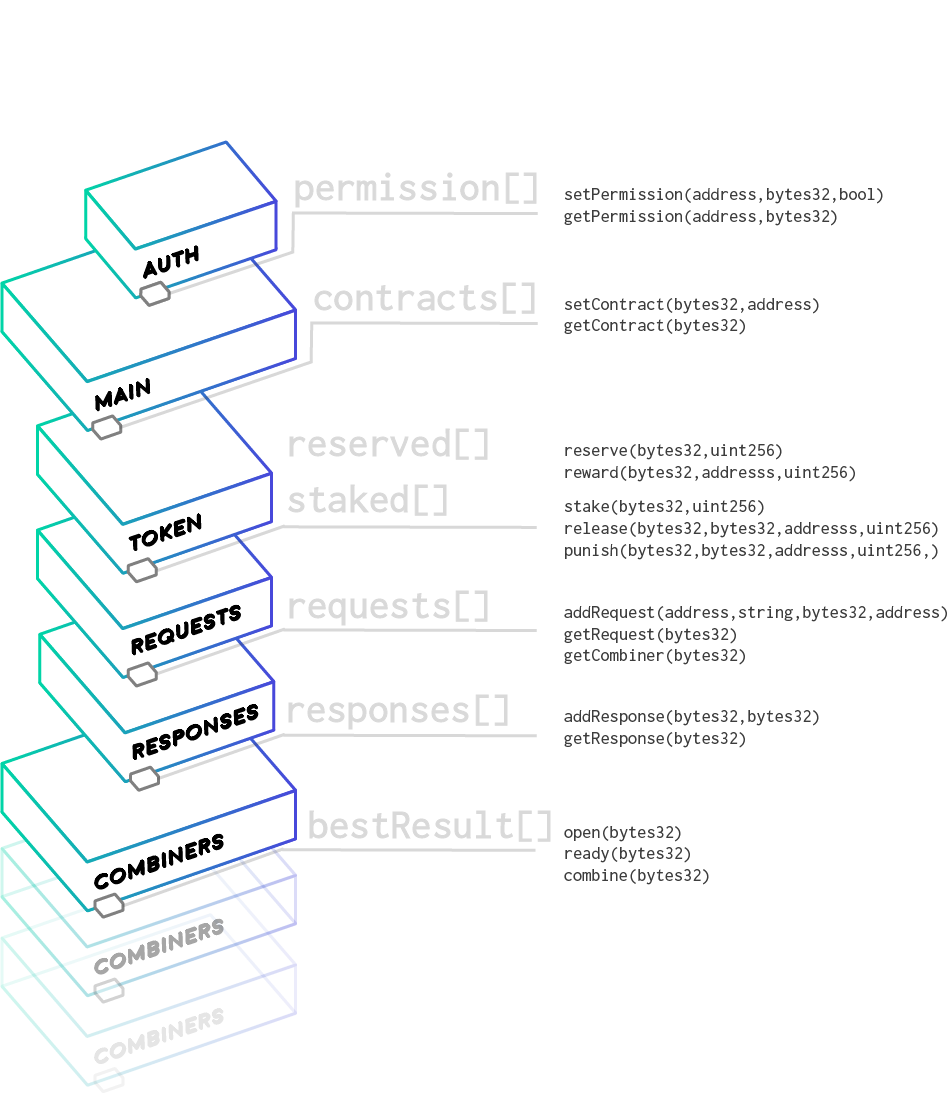 permission[]
setPermission(address,bytes32,bool)
getPermission(address,bytes32)
AUTH
contracts[]
setContract(bytes32,address)
getContract(bytes32)
MAIN
reserved[]
reserve(bytes32,uint256)
reward(bytes32,addresss,uint256)
staked[]
stake(bytes32,uint256)
release(bytes32,bytes32,addresss,uint256)
punish(bytes32,bytes32,addresss,uint256,)
TOKEN
requests[]
addRequest(address,string,bytes32,address)
getRequest(bytes32)
getCombiner(bytes32)
REQUESTS
responses[]
addResponse(bytes32,bytes32)
getResponse(bytes32)
RESPONSES
bestResult[]
open(bytes32)
ready(bytes32)
combine(bytes32)
COMBINERS
COMBINERS
COMBINERS